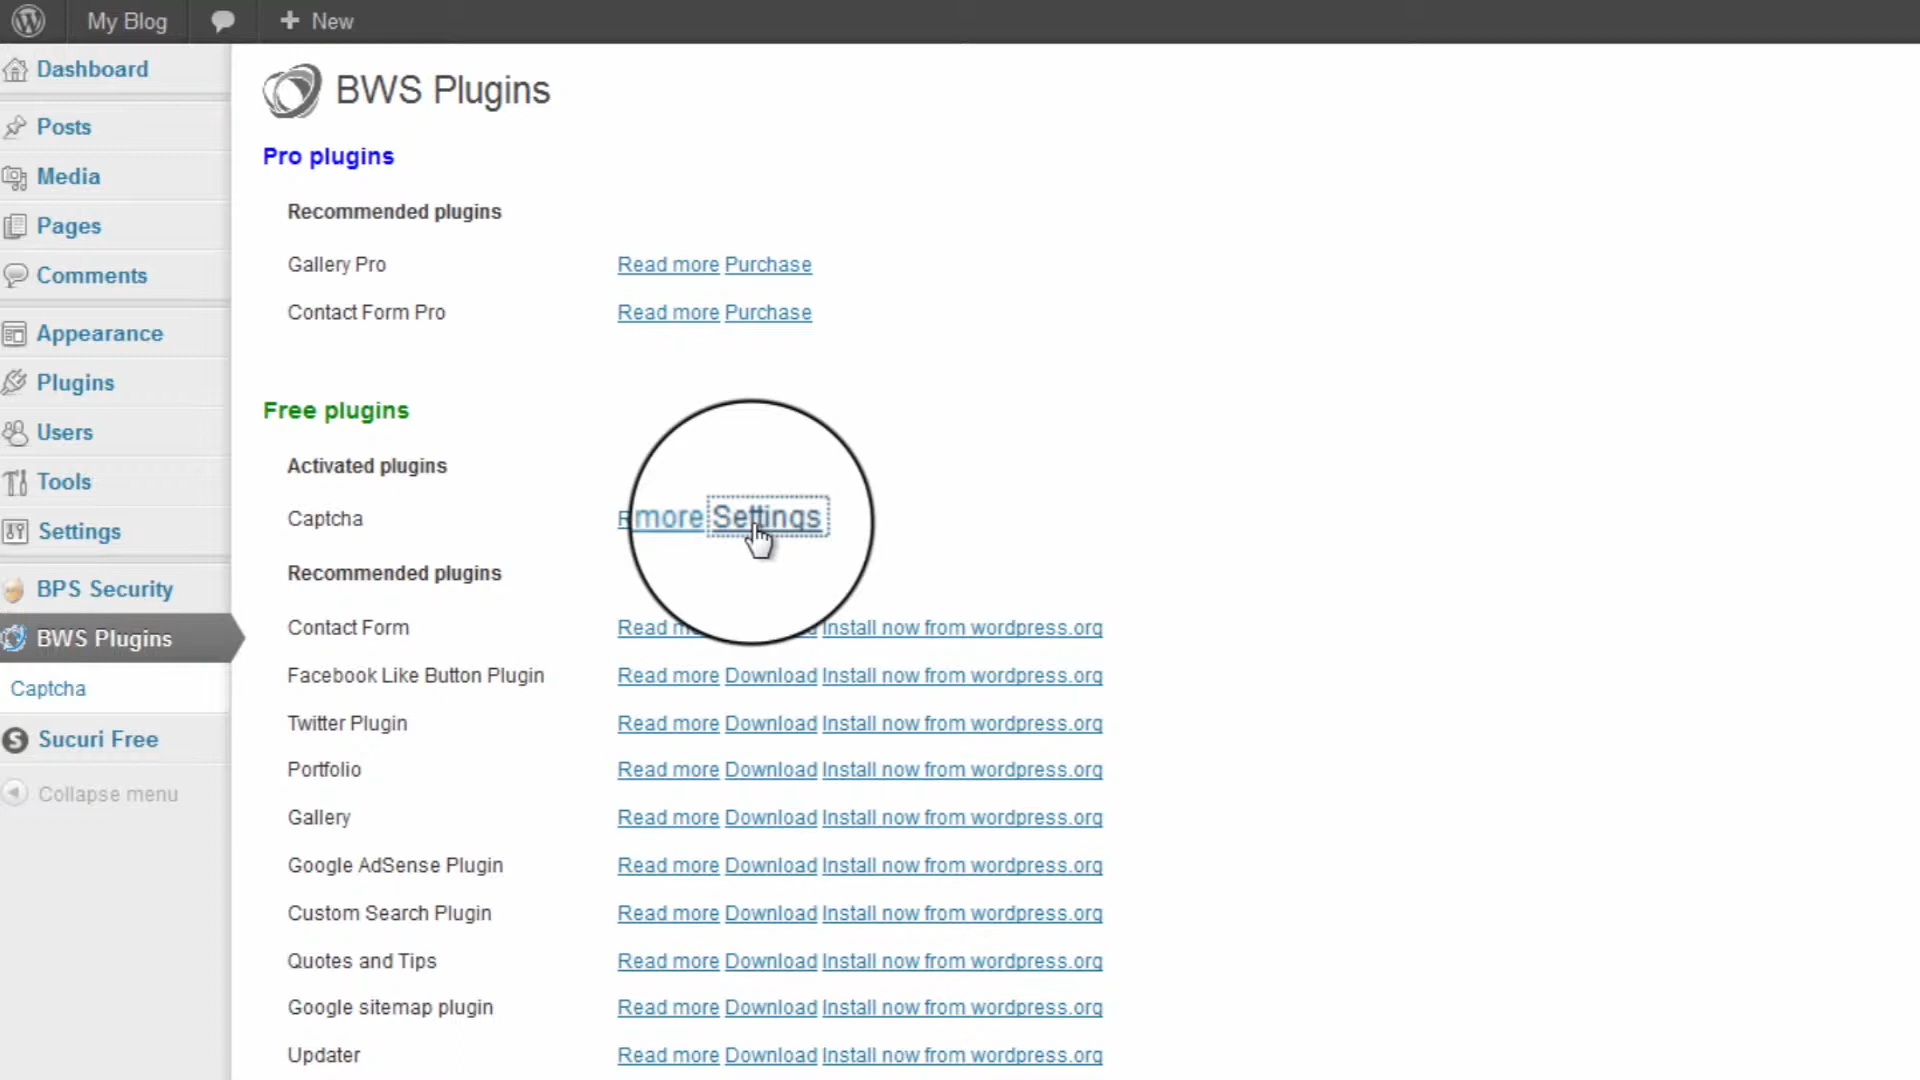 My Blog + New
Dashboard
Posts
Media
Pages
Comments
Appearance
Plugins
Users
Tools
Settings
BPS Security
BWS Plugins
Captcha
Sucuri Free
Collapse menu
BWS Plugins
Pro plugins
Recommended plugins
Gallery Pro Read more Purchase
Contact Form Pro Read more Purchase
Free plugins
Activated plugins
Captcha more Settings
Recommended plugins
Contact Form Read Install now from wordpress.org
Facebook Like Button Plugin Read more Download Install now from wordpress.org
Twitter Plugin Read more Download Install now from wordpress.org
Portfolio Read more Download Install now from wordpress.org
Gallery Read more Download Install now from wordpress.org
Google AdSense Plugin Read more Download Install now from wordpress.org
Custom Search Plugin Read more Download Install now from wordpress.org
Quotes and Tips Read more Download Install now from wordpress.org
Google sitemap plugin Read more Download Install now from wordpress.org
Updater Read more Download Install now from wordpress.org